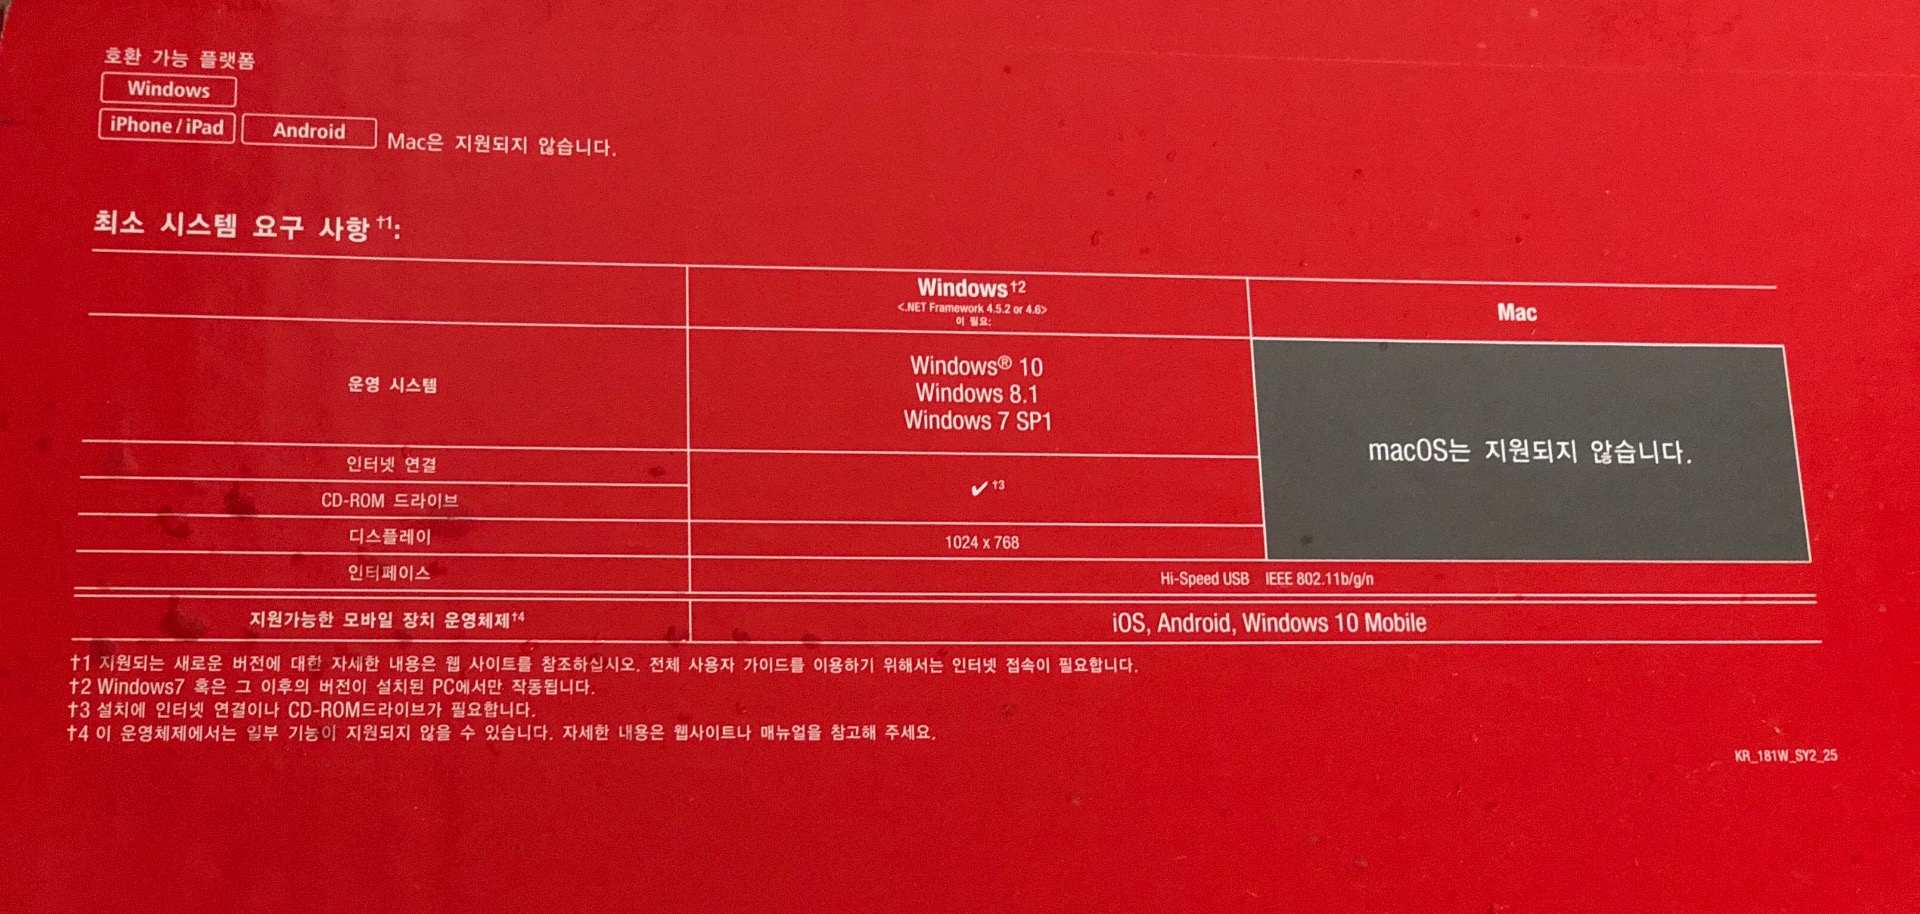 호환 가능 플랫폼
Windows
iPhone / iPad Android Mac은 지원되지 않습니다.
최소 시스템 요구 사항 †1:
Windows †2 Mac
<.NET Framework 4.5.2 or 4.6>
이 필요:
운영 시스템
Windows® 10
Windows 8.1
Windows 7 SP1
macOS는 지원되지 않습니다.
인터넷 연결
✔ †3
CD-ROM 드라이브
디스플레이 1024 x 768
인터페이스 Hi-Speed USB IEEE 802.11b/g/n
지원가능한 모바일 장치 운영체제†4 iOS, Android, Windows 10 Mobile
†1 지원되는 새로운 버전에 대한 자세한 내용은 웹 사이트를 참조하십시오. 전체 사용자 가이드를 이용하기 위해서는 인터넷 접속이 필요합니다.
†2 Windows7 혹은 그 이후의 버전이 설치된 PC에서만 작동됩니다.
†3 설치에 인터넷 연결이나 CD-ROM드라이브가 필요합니다.
†4 이 운영체제에서는 일부 기능이 지원되지 않을 수 있습니다. 자세한 내용은 웹사이트나 매뉴얼을 참고해 주세요.
KR_181W_SY2_25